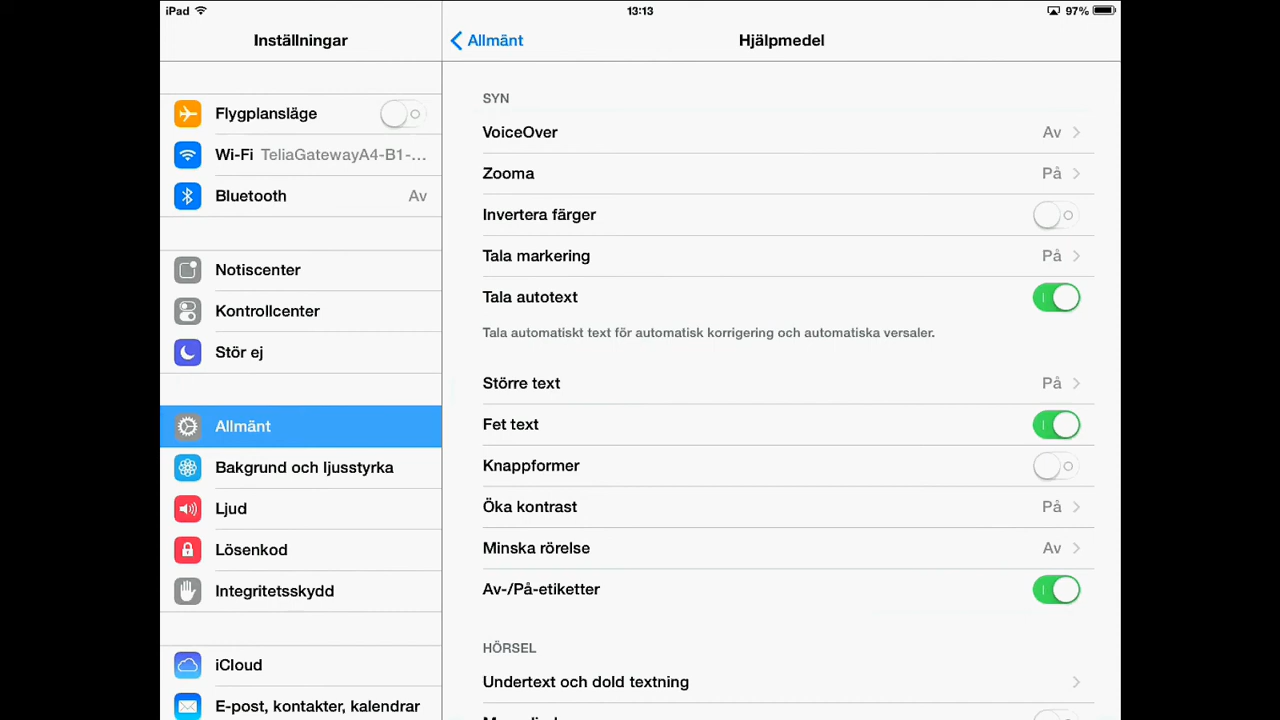 iPad
13:13
97%
Inställningar
Allmänt
Hjälpmedel
Flygplansläge
Wi-Fi TeliaGatewayA4-B1-...
Bluetooth Av
Notiscenter
Kontrollcenter
Stör ej
Allmänt
Bakgrund och ljusstyrka
Ljud
Lösenkod
Integritetsskydd
iCloud
E-post, kontakter, kalendrar
SYN
VoiceOver Av
Zooma På
Invertera färger
Tala markering På
Tala autotext
Tala automatiskt text för automatisk korrigering och automatiska versaler.
Större text På
Fet text
Knappformer
Öka kontrast På
Minska rörelse Av
Av-/På-etiketter
HÖRSEL
Undertext och dold textning